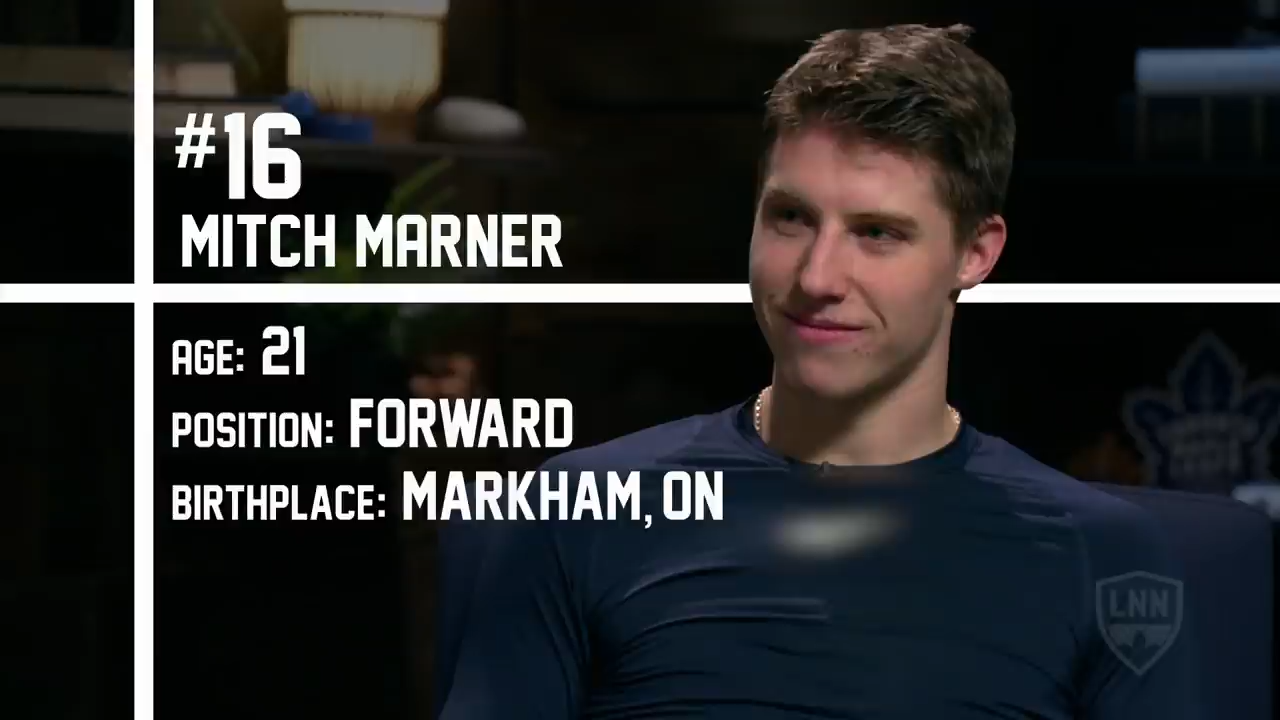 #16
MITCH MARNER
AGE: 21
POSITION: FORWARD
BIRTHPLACE: MARKHAM, ON
LNN